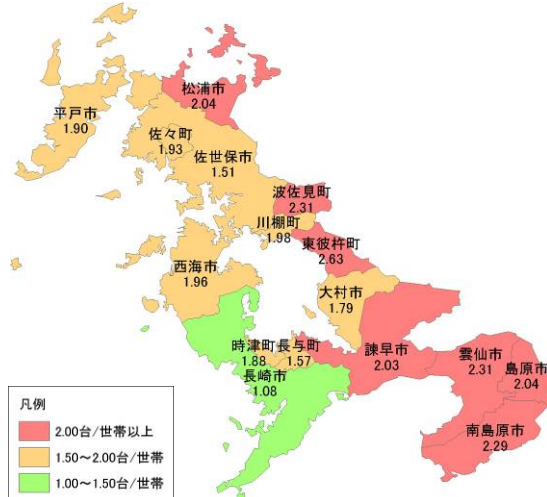 松浦市
2.04
平戸市
1.90
佐々町
1.93
佐世保市
1.51
波佐見町
2.31
川棚町
1.98
東彼杵町
2.63
西海市
1.96
大村市
1.79
時津町
1.88
長与町
1.57
長崎市
1.08
諫早市
2.03
雲仙市
2.31
島原市
2.04
南島原市
2.29
凡例
2.00台/世帯以上
1.50～2.00台/世帯
1.00～1.50台/世帯